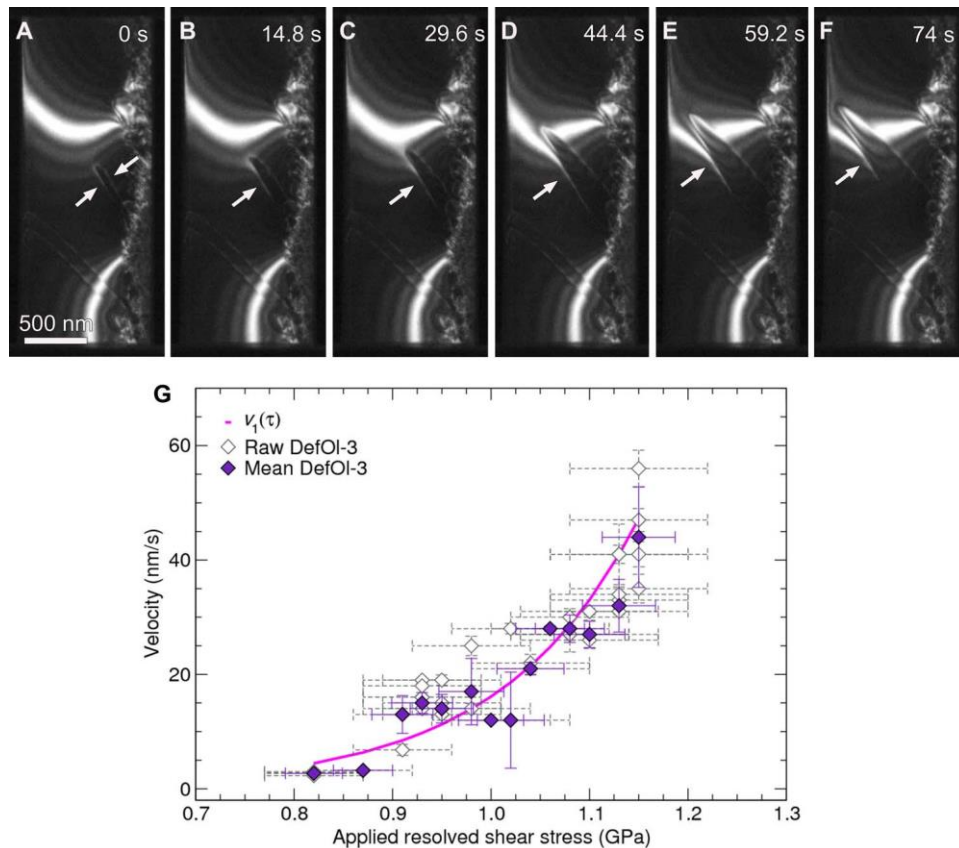 A 0 s B 14.8 s C 29.6 s D 44.4 s E 59.2 s F 74 s
500 nm
G
v1(τ)
Raw DefOl-3
Mean DefOl-3
60
40
20
0
Velocity (nm/s)
0.7 0.8 0.9 1.0 1.1 1.2 1.3
Applied resolved shear stress (GPa)